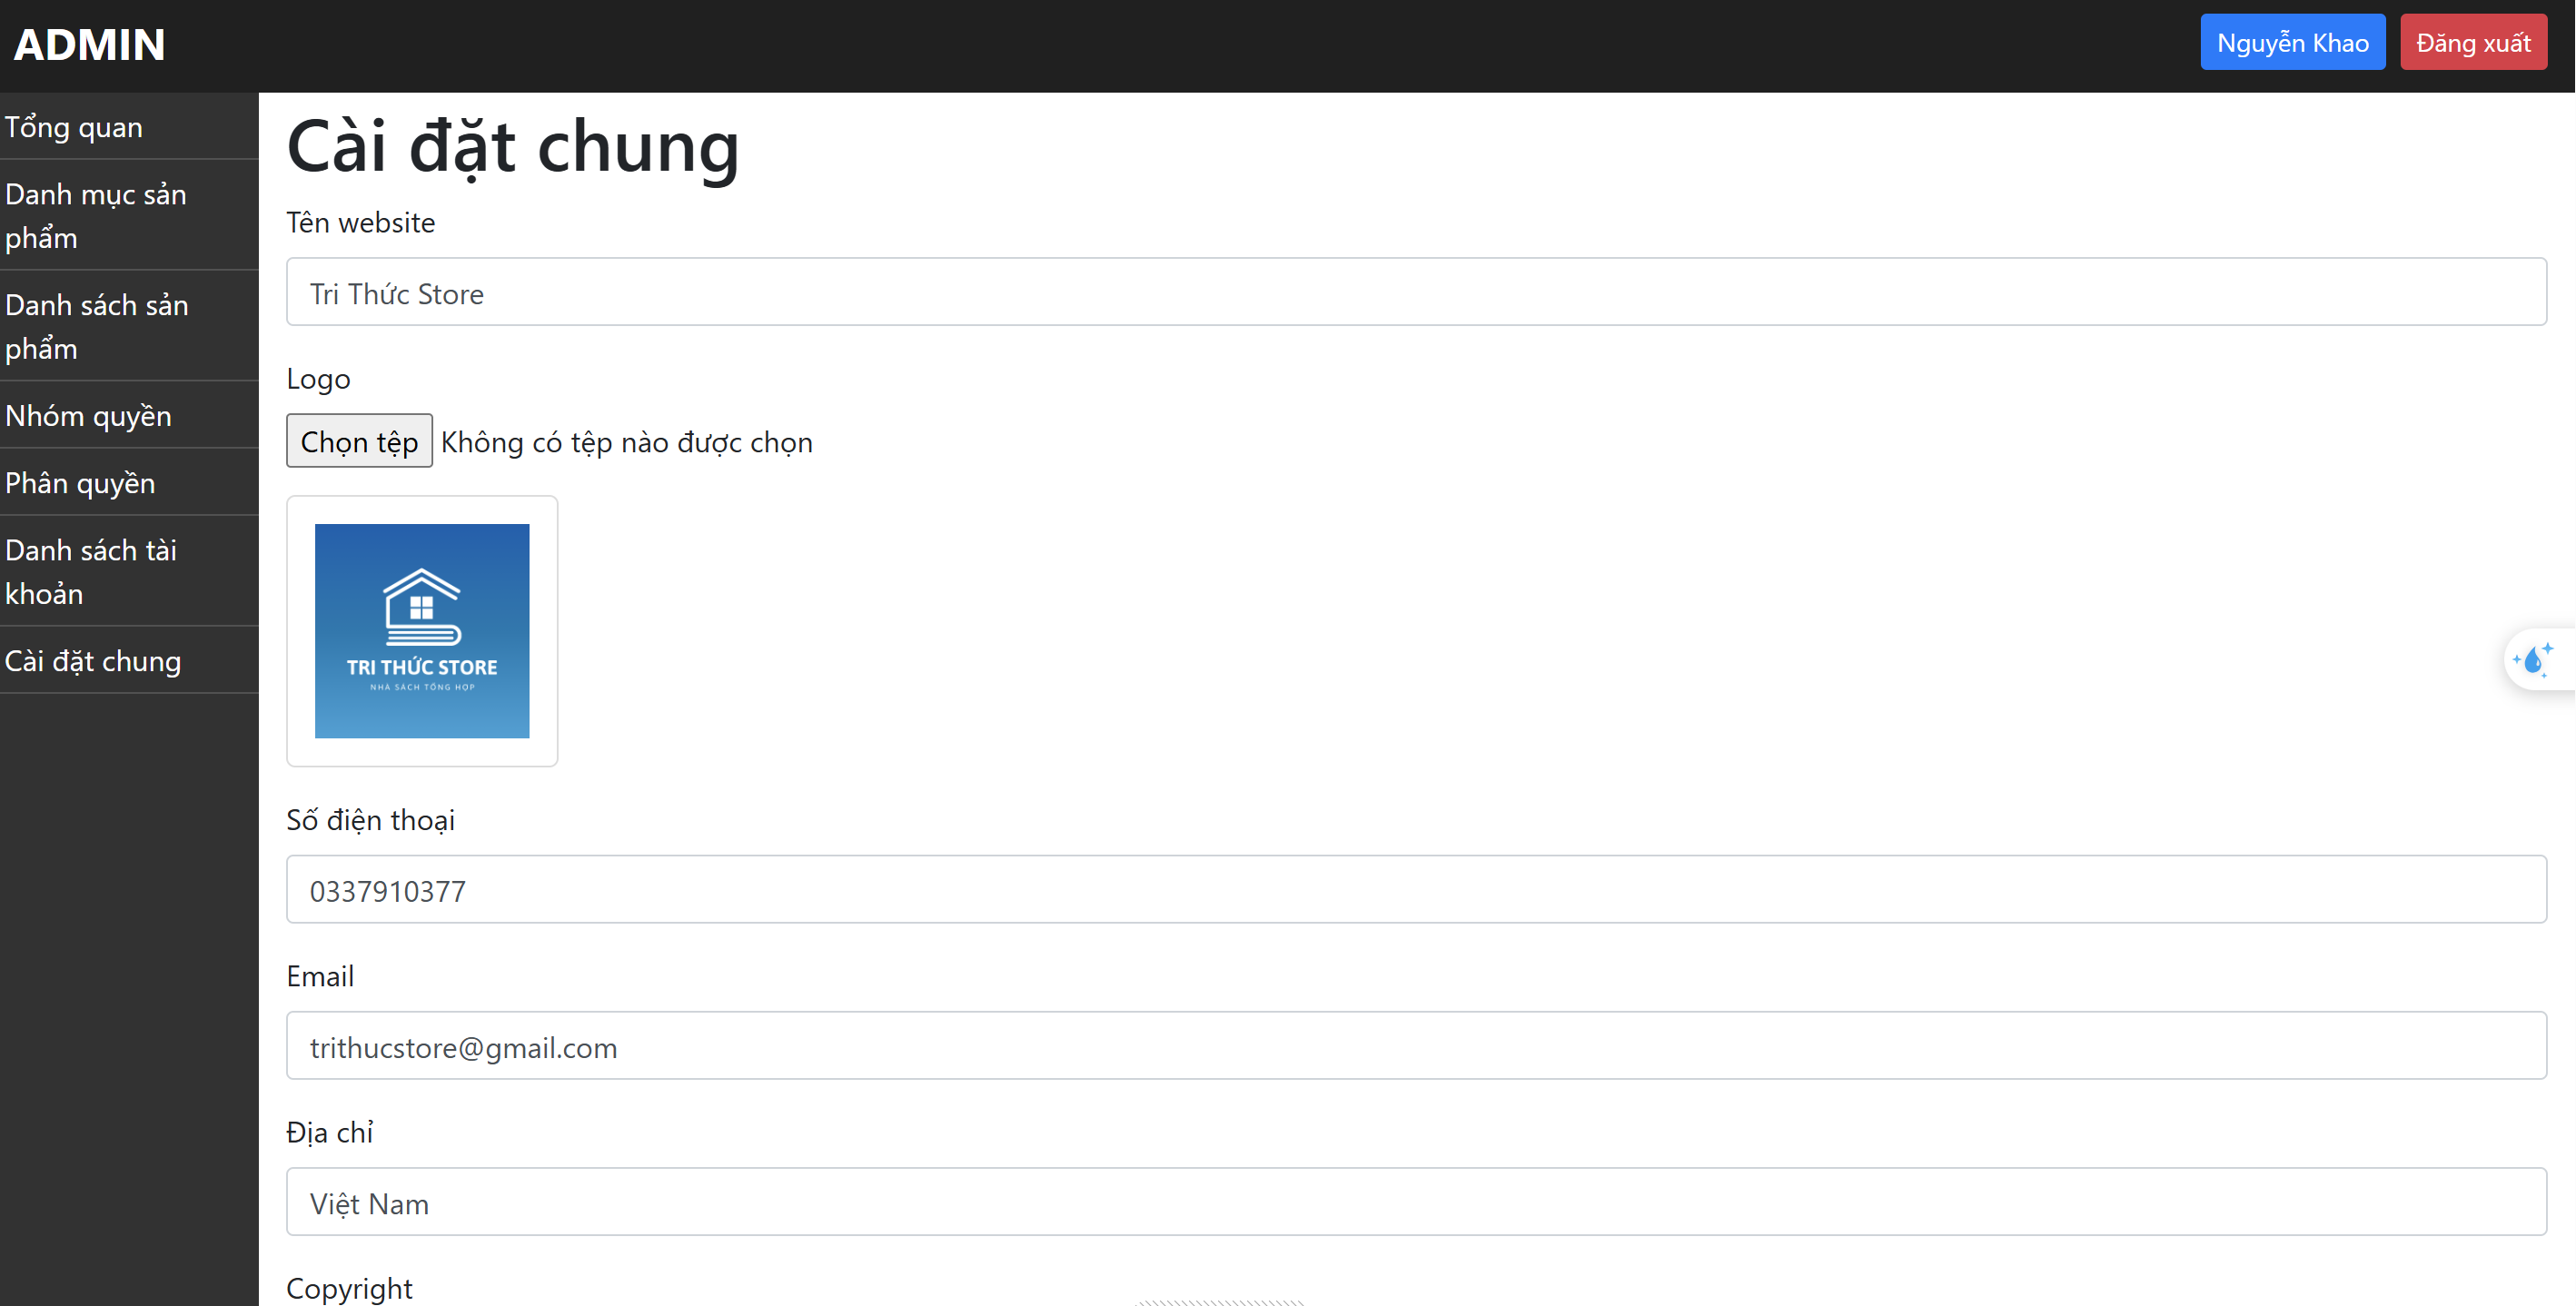 ADMIN
Nguyễn Khao
Đăng xuất
Tổng quan
Danh mục sản
phẩm
Danh sách sản
phẩm
Nhóm quyền
Phân quyền
Danh sách tài
khoản
Cài đặt chung
Cài đặt chung
Tên website
Tri Thức Store
Logo
Chọn tệp Không có tệp nào được chọn
TRI THỨC STORE
NHÀ SÁCH TỔNG HỢP
Số điện thoại
0337910377
Email
trithucstore@gmail.com
Địa chỉ
Việt Nam
Copyright